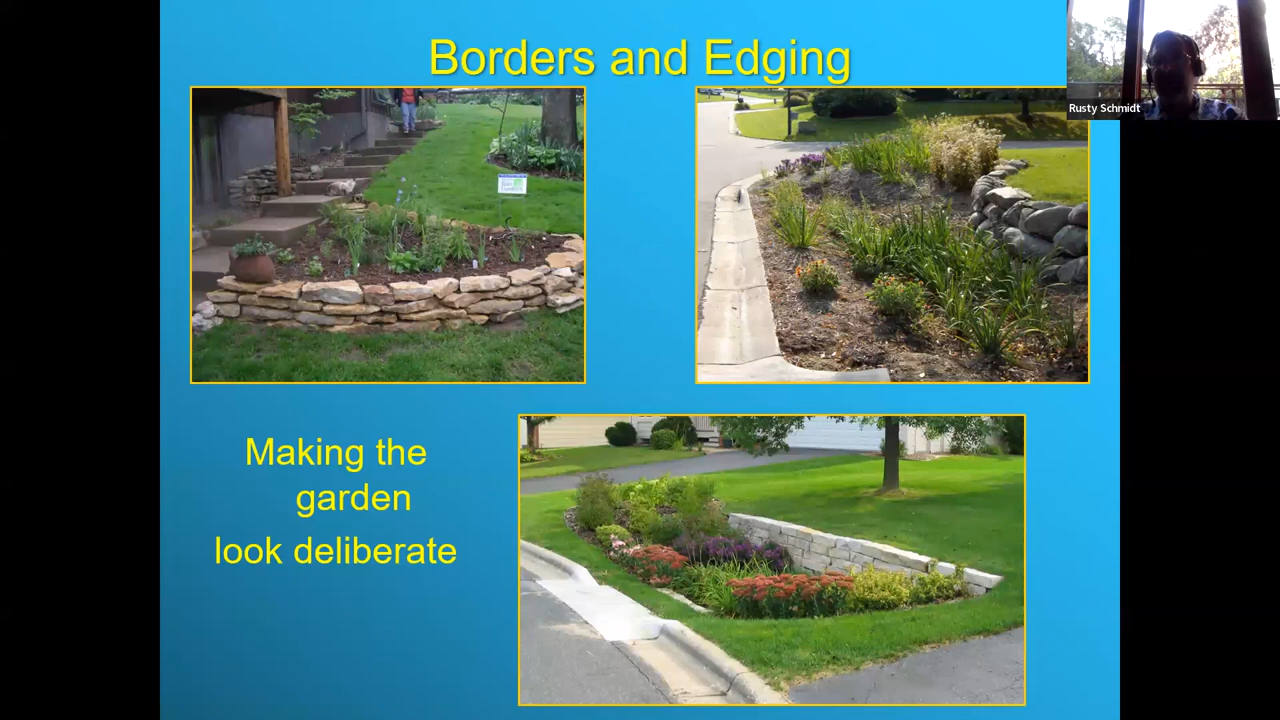 Borders and Edging
Rusty Schmidt
Making the
garden
look deliberate